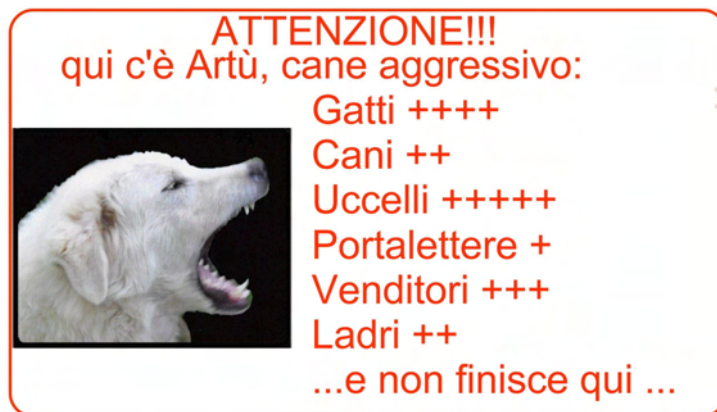 ATTENZIONE!!!
qui c'è Artù, cane aggressivo:
Gatti ++++
Cani ++
Uccelli +++++
Portalettere +
Venditori +++
Ladri ++
...e non finisce qui ...